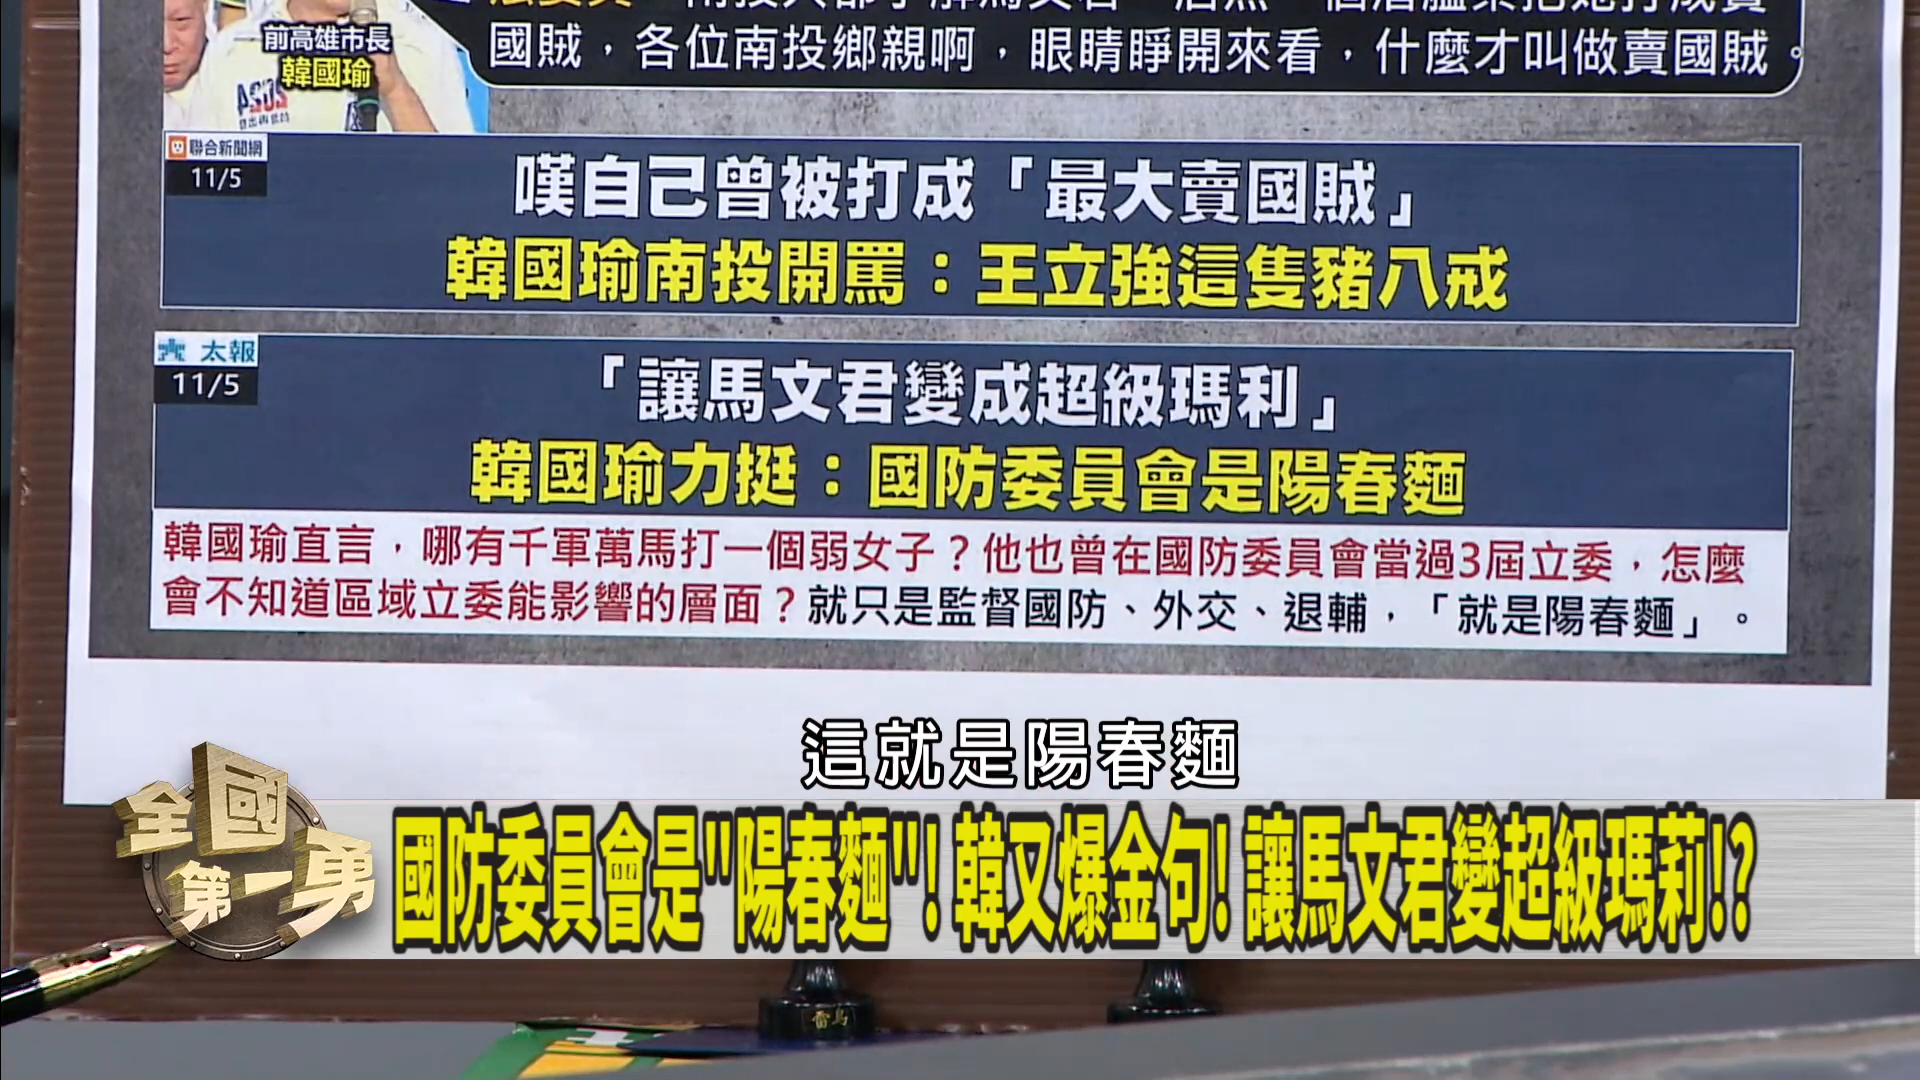 國賊，各位南投鄉親啊，眼睛睜開來看，什麼才叫做賣國賊。
前高雄市長
韓國瑜
2024
聯合新聞網
11/5
嘆自己曾被打成「最大賣國賊」
韓國瑜南投開罵：王立強這隻豬八戒
太報
11/5
「讓馬文君變成超級瑪利」
韓國瑜力挺：國防委員會是陽春麵
韓國瑜直言，哪有千軍萬馬打一個弱女子？他也曾在國防委員會當過3屆立委，怎麼
會不知道區域立委能影響的層面？就只是監督國防、外交、退輔，「就是陽春麵」。
這就是陽春麵
全國第一勇
國防委員會是"陽春麵"! 韓又爆金句! 讓馬文君變超級瑪莉!?